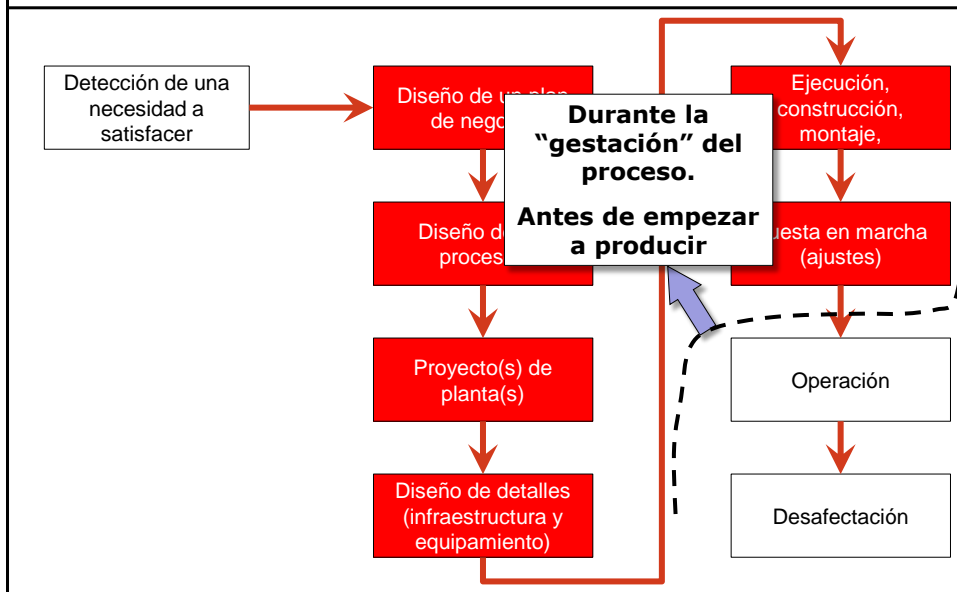 Detección de una
necesidad a
satisfacer
Diseño de un plan
de nego
Diseño de
proces
Proyecto(s) de
planta(s)
Diseño de detalles
(infraestructura y
equipamiento)
Durante la
“gestación” del
proceso.
Antes de empezar
a producir
Ejecución,
construcción,
montaje,
uesta en marcha
(ajustes)
Operación
Desafectación